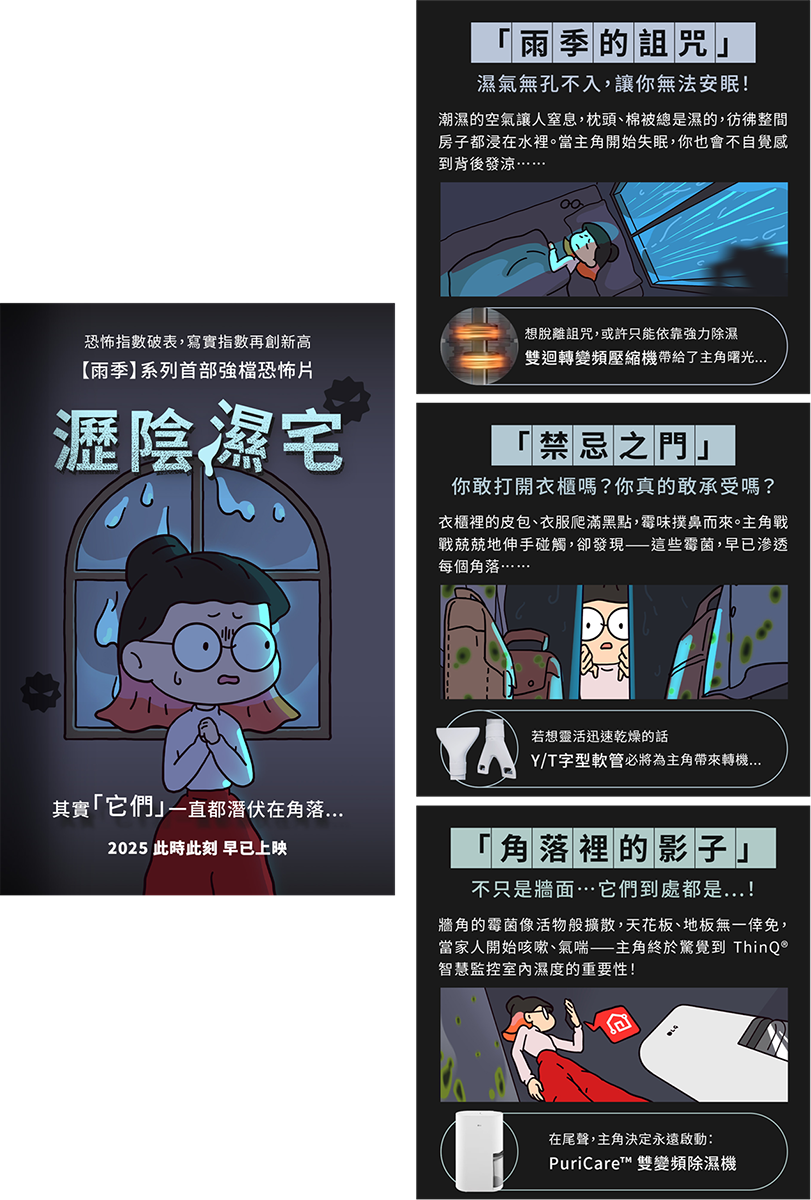 恐怖指數破表，寫實指數再創新高
【雨季】系列首部強檔恐怖片
瀝陰濕宅
其實「它們」一直都潛伏在角落...
2025 此時此刻 早已上映
「雨季的詛咒」
濕氣無孔不入，讓你無法安眠！
潮濕的空氣讓人窒息，枕頭、棉被總是濕的，彷彿整間
房子都浸在水裡。當主角開始失眠，你也會不自覺感
到背後發涼⋯⋯
想脫離詛咒，或許只能依靠強力除濕
雙迴轉變頻壓縮機帶給了主角曙光...
「禁忌之門」
你敢打開衣櫃嗎？你真的敢承受嗎？
衣櫃裡的皮包、衣服爬滿黑點，霉味撲鼻而來。主角戰
戰兢兢地伸手碰觸，卻發現——這些霉菌，早已滲透
每個角落⋯⋯
若想靈活迅速乾燥的話
Y/T字型軟管必將為主角帶來轉機...
「角落裡的影子」
不只是牆面⋯它們到處都是...！
牆角的霉菌像活物般擴散，天花板、地板無一倖免，
當家人開始咳嗽、氣喘——主角終於驚覺到 ThinQ®
智慧監控室內濕度的重要性！
LG
在尾聲，主角決定永遠啟動：
PuriCare™ 雙變頻除濕機